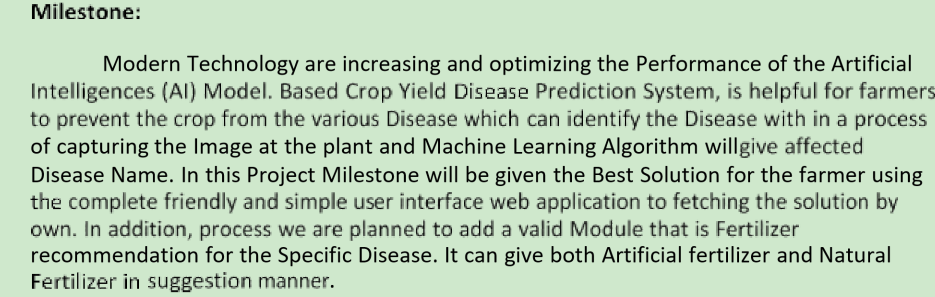 Milestone:
Modern Technology are increasing and optimizing the Performance of the Artificial
Intelligences (AI) Model. Based Crop Yield Disease Prediction System, is helpful for farmers
to prevent the crop from the various Disease which can identify the Disease with in a process
of capturing the Image at the plant and Machine Learning Algorithm willgive affected
Disease Name. In this Project Milestone will be given the Best Solution for the farmer using
the complete friendly and simple user interface web application to fetching the solution by
own. In addition, process we are planned to add a valid Module that is Fertilizer
recommendation for the Specific Disease. It can give both Artificial fertilizer and Natural
Fertilizer in suggestion manner.